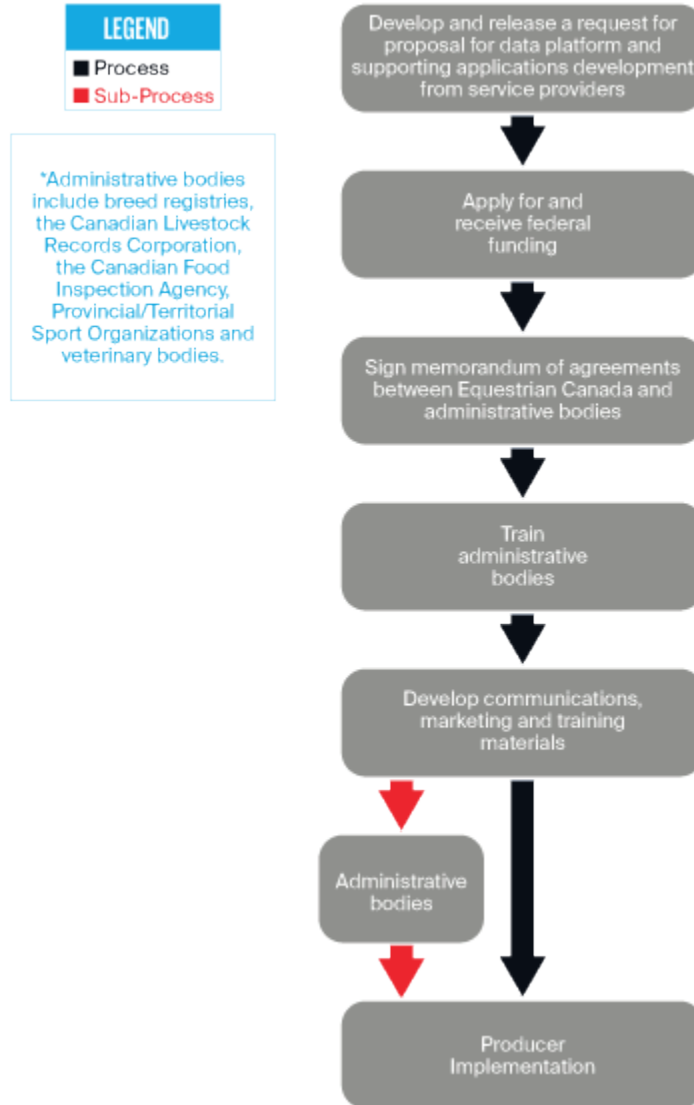 LEGEND
Process
Sub-Process
*Administrative bodies
include breed registries,
the Canadian Livestock
Records Corporation,
the Canadian Food
Inspection Agency,
Provincial/Territorial
Sport Organizations and
veterinary bodies.
Develop and release a request for
proposal for data platform and
supporting applications development
from service providers
Apply for and
receive federal
funding
Sign memorandum of agreements
between Equestrian Canada and
administrative bodies
Train
administrative
bodies
Develop communications,
marketing and training
materials
Administrative
bodies
Producer
Implementation